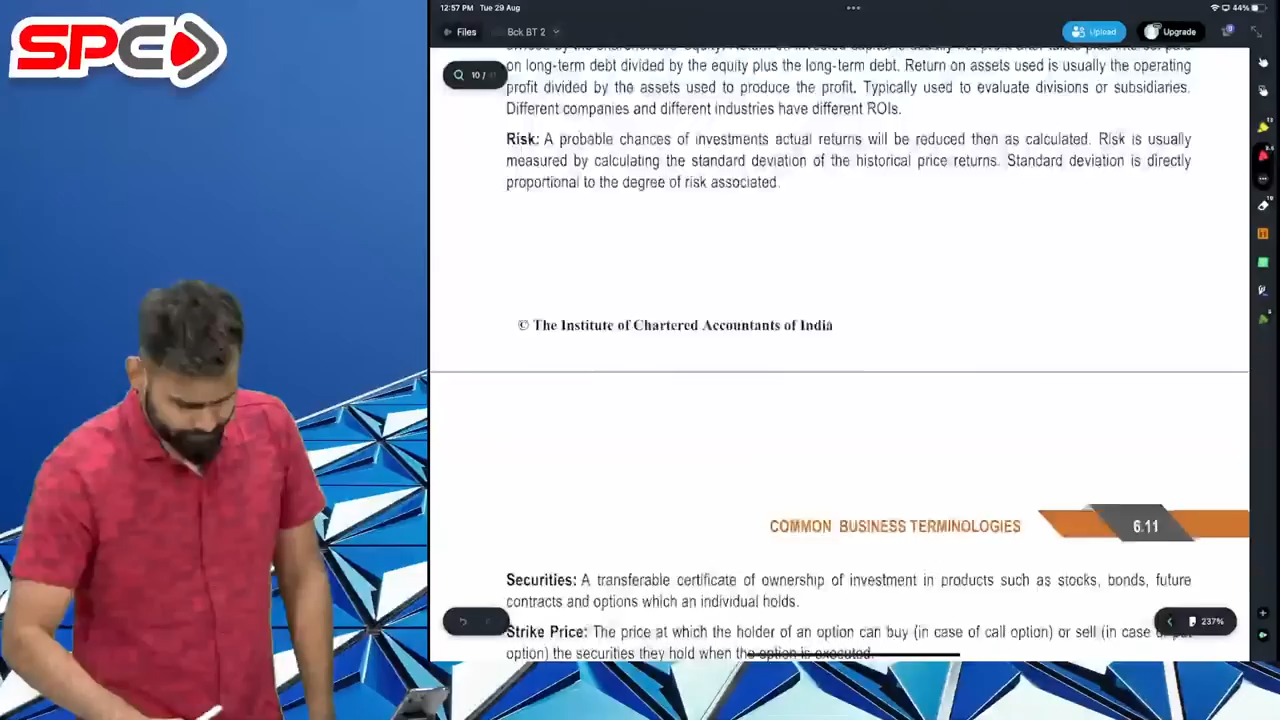 SPC
12:57 PM Tue 29 Aug
44%
Files
Bck BT 2
Upload
Upgrade
10 /
on long-term debt divided by the equity plus the long-term debt. Return on assets used is usually the operating
profit divided by the assets used to produce the profit. Typically used to evaluate divisions or subsidiaries.
Different companies and different industries have different ROIs.
Risk: A probable chances of investments actual returns will be reduced then as calculated. Risk is usually
measured by calculating the standard deviation of the historical price returns. Standard deviation is directly
proportional to the degree of risk associated.
© The Institute of Chartered Accountants of India
COMMON BUSINESS TERMINOLOGIES
6.11
Securities: A transferable certificate of ownership of investment in products such as stocks, bonds, future
contracts and options which an individual holds.
237%
Strike Price: The price at which the holder of an option can buy (in case of call option) or sell (in case
option) the securities they hold when the option is executed.